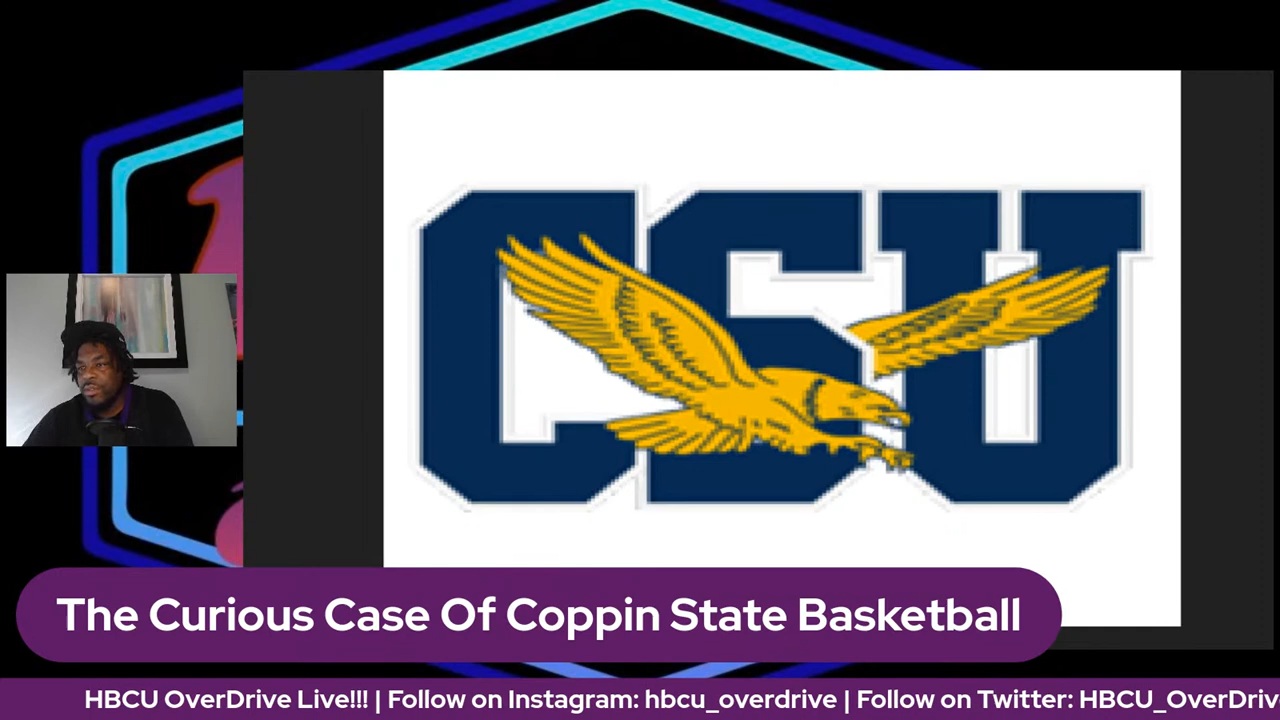 CSU
The Curious Case Of Coppin State Basketball
HBCU OverDrive Live!!! | Follow on Instagram: hbcu_overdrive | Follow on Twitter: HBCU_OverDriv